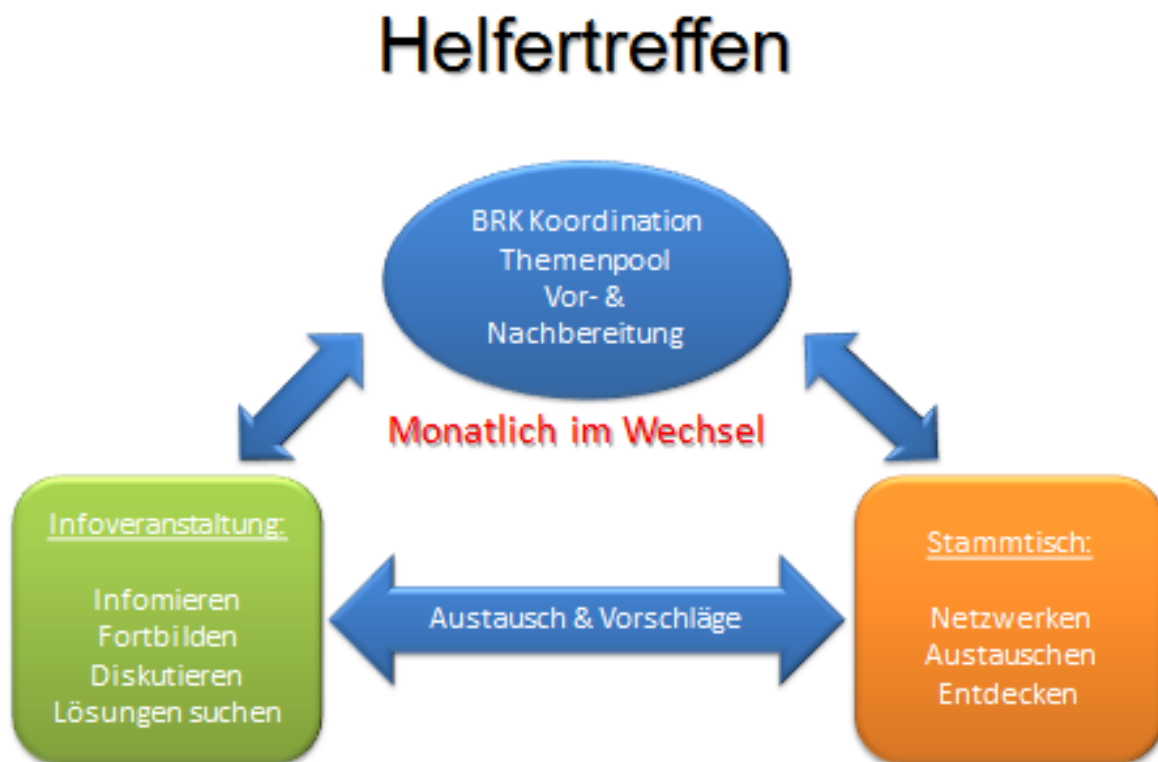 Helfertreffen
BRK Koordination
Themenpool
Vor- &
Nachbereitung
Monatlich im Wechsel
Infoveranstaltung:
Infomieren
Fortbilden
Diskutieren
Lösungen suchen
Austausch & Vorschläge
Stammtisch:
Netzwerken
Austauschen
Entdecken